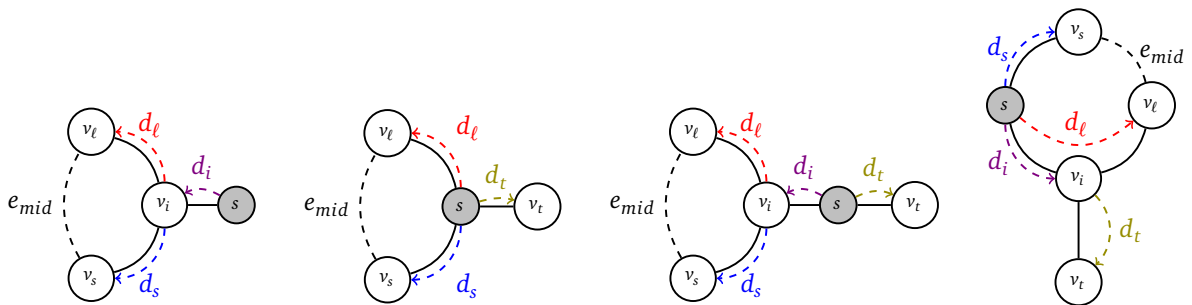 v_ℓ
d_ℓ
d_i
e_mid
v_i
s
v_s
d_s
v_ℓ
d_ℓ
d_t
e_mid
s
v_t
v_s
d_s
v_ℓ
d_ℓ
d_i
d_t
e_mid
v_i
s
v_t
v_s
d_s
v_s
d_s
e_mid
s
v_ℓ
d_ℓ
d_i
v_i
d_t
v_t